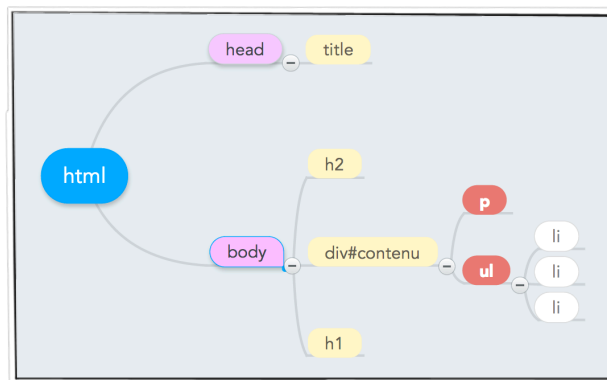 head
title
html
h2
body
div#contenu
p
ul
li
li
li
h1